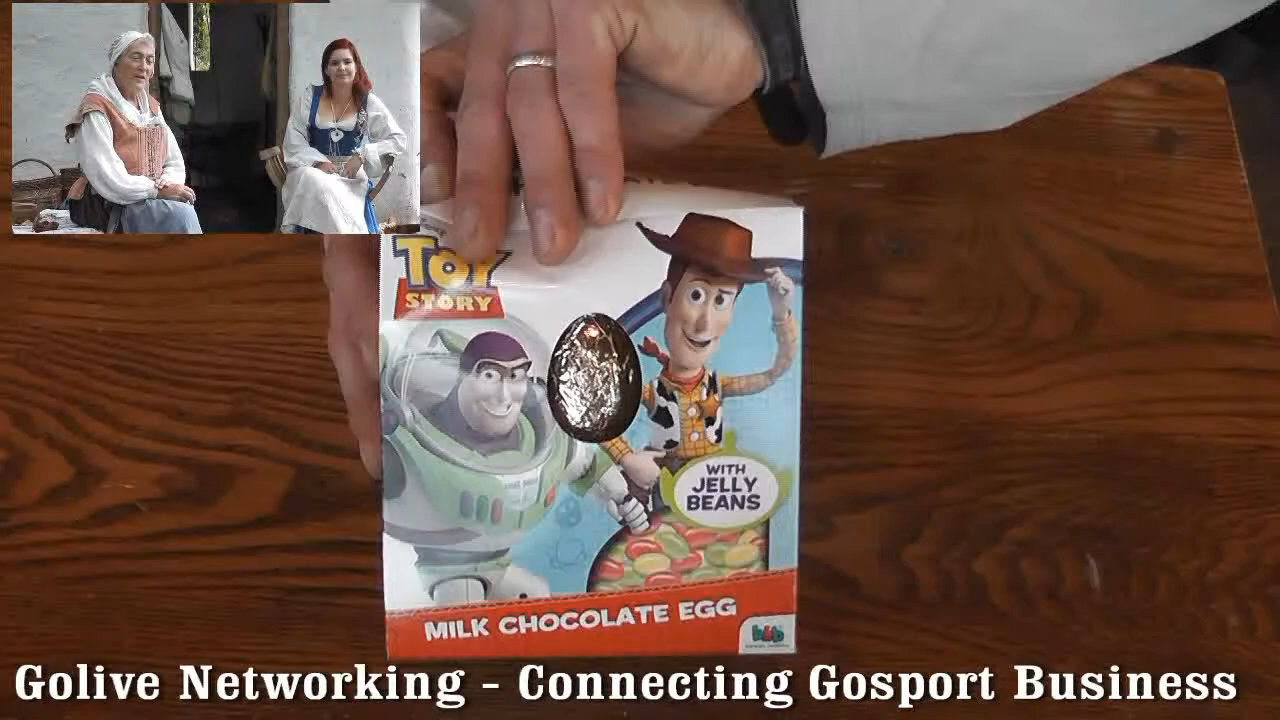 TOY
STORY
WITH
JELLY
BEANS
MILK CHOCOLATE EGG
Golive Networking - Connecting Gosport Business